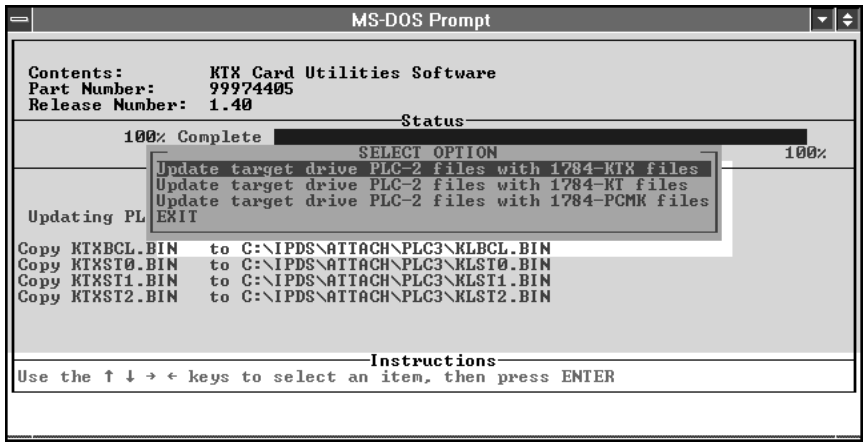 MS-DOS Prompt
Contents: KTX Card Utilities Software
Part Number: 99974405
Release Number: 1.40
Status
100% Complete
100%
SELECT OPTION
Update target drive PLC-2 files with 1784-KTX files
Update target drive PLC-2 files with 1784-KT files
Update target drive PLC-2 files with 1784-PCMK files
EXIT
Updating PL
Copy KTXBCL.BIN to C:\IPDS\ATTACH\PLC3\KLBCL.BIN
Copy KTXST0.BIN to C:\IPDS\ATTACH\PLC3\KLST0.BIN
Copy KTXST1.BIN to C:\IPDS\ATTACH\PLC3\KLST1.BIN
Copy KTXST2.BIN to C:\IPDS\ATTACH\PLC3\KLST2.BIN
Instructions
Use the ↑ ↓ → ← keys to select an item, then press ENTER